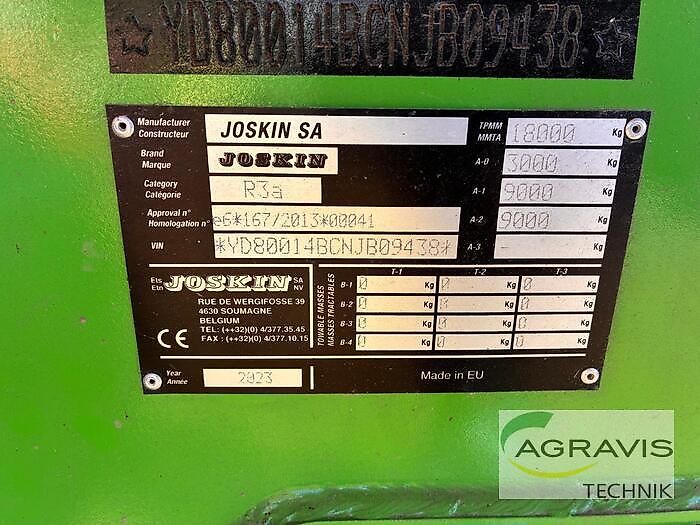 YD80014BCNJB09438
Manufacturer
Constructeur
JOSKIN SA
TPMM
MMTA
18000 Kg
Brand
Marque
JOSKIN
A-0 3000 Kg
Category
Catégorie
R3a
A-1 9000 Kg
Approval n°
Homologation n°
e6*167/2013*00041
A-2 9000 Kg
VIN *YD80014BCNJB09438*
A-3 - Kg
Ets
Etn
JOSKIN SA
NV
RUE DE WERGIFOSSE 39
4630 SOUMAGNE
BELGIUM
TEL: (++32)(0) 4/377.35.45
FAX : (++32)(0) 4/377.10.15
CE
TOWABLE MASSES
MASSES TRACTABLES
T-1 T-2 T-3
B-1 0 Kg 0 Kg 0 Kg
B-2 0 Kg 0 Kg 0 Kg
B-3 0 Kg 0 Kg 0 Kg
B-4 0 Kg 0 Kg 0 Kg
Year
Année
2023
Made in EU
AGRAVIS
TECHNIK